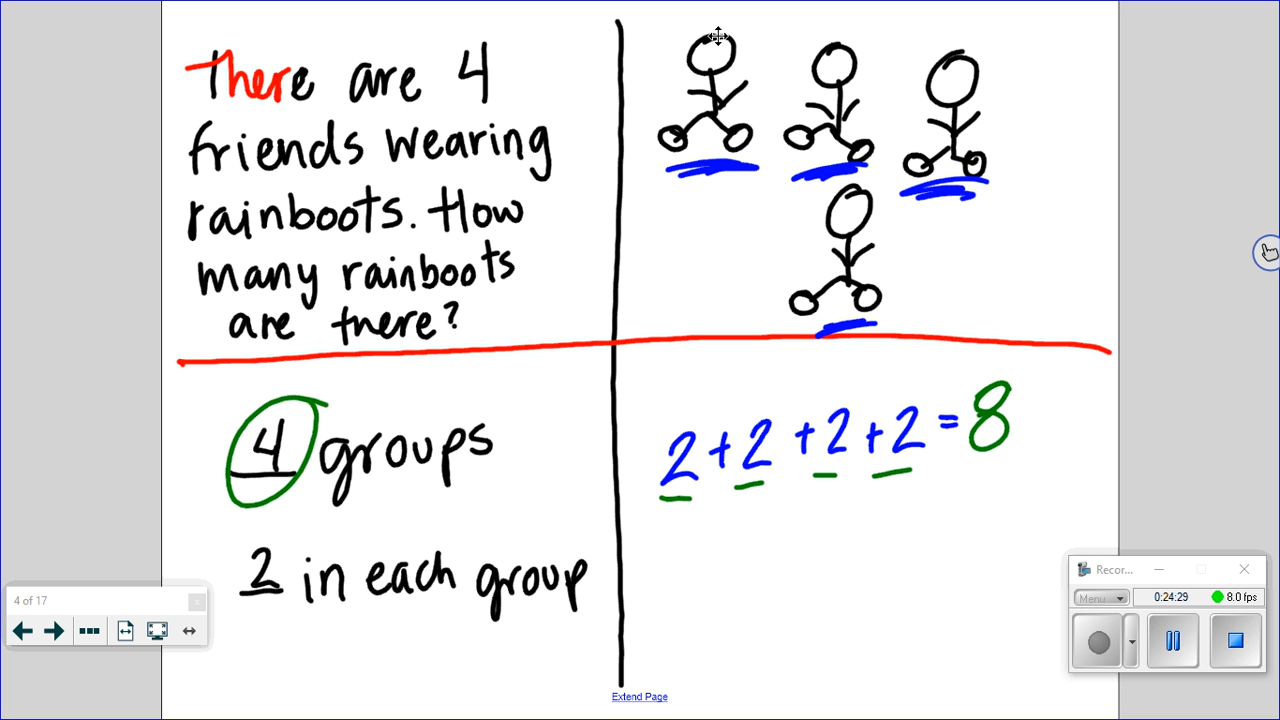 There are 4
friends wearing
rainboots. How
many rainboots
are there?
4 groups
2 in each group
2+2+2+2=8
4 of 17
Recor...
Menu
0:24:29
8.0 fps
Extend Page